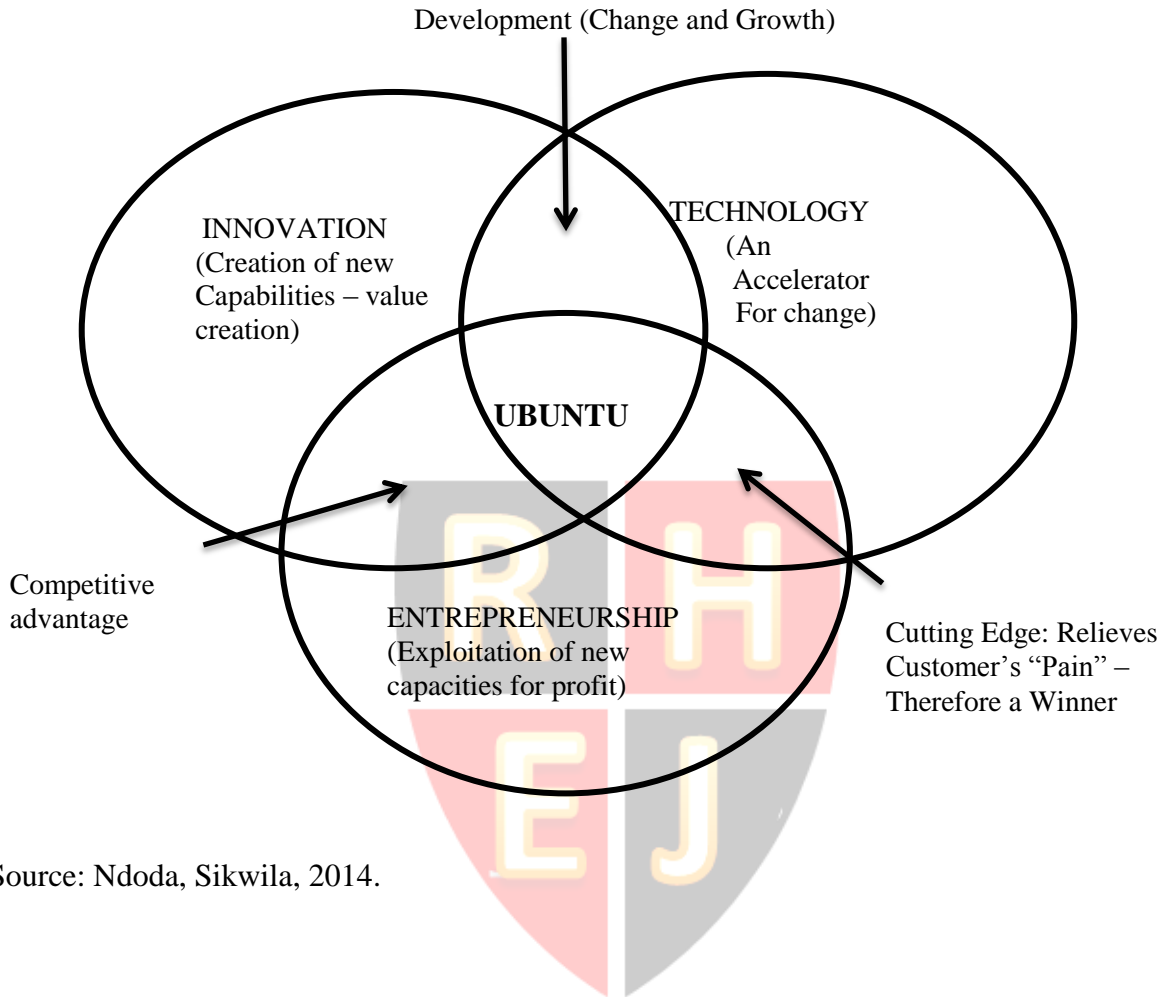 Development (Change and Growth)
INNOVATION
(Creation of new
Capabilities – value
creation)
TECHNOLOGY
(An
Accelerator
For change)
UBUNTU
Competitive
advantage
ENTREPRENEURSHIP
(Exploitation of new
capacities for profit)
Cutting Edge: Relieves
Customer’s “Pain” –
Therefore a Winner
R H
E J
Source: Ndoda, Sikwila, 2014.